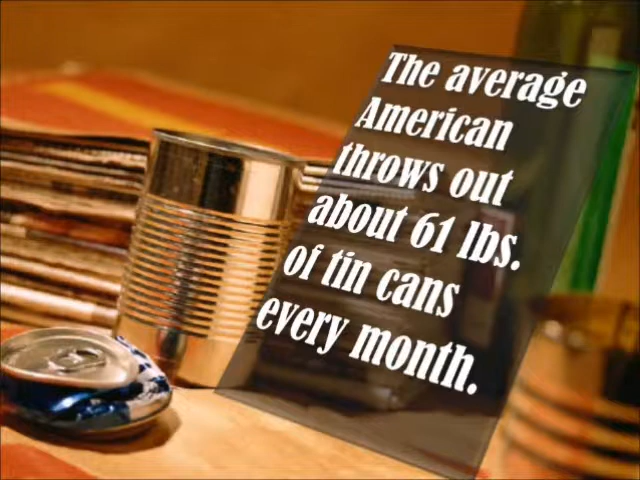 The average
American
throws out
about 61 lbs.
of tin cans
every month.